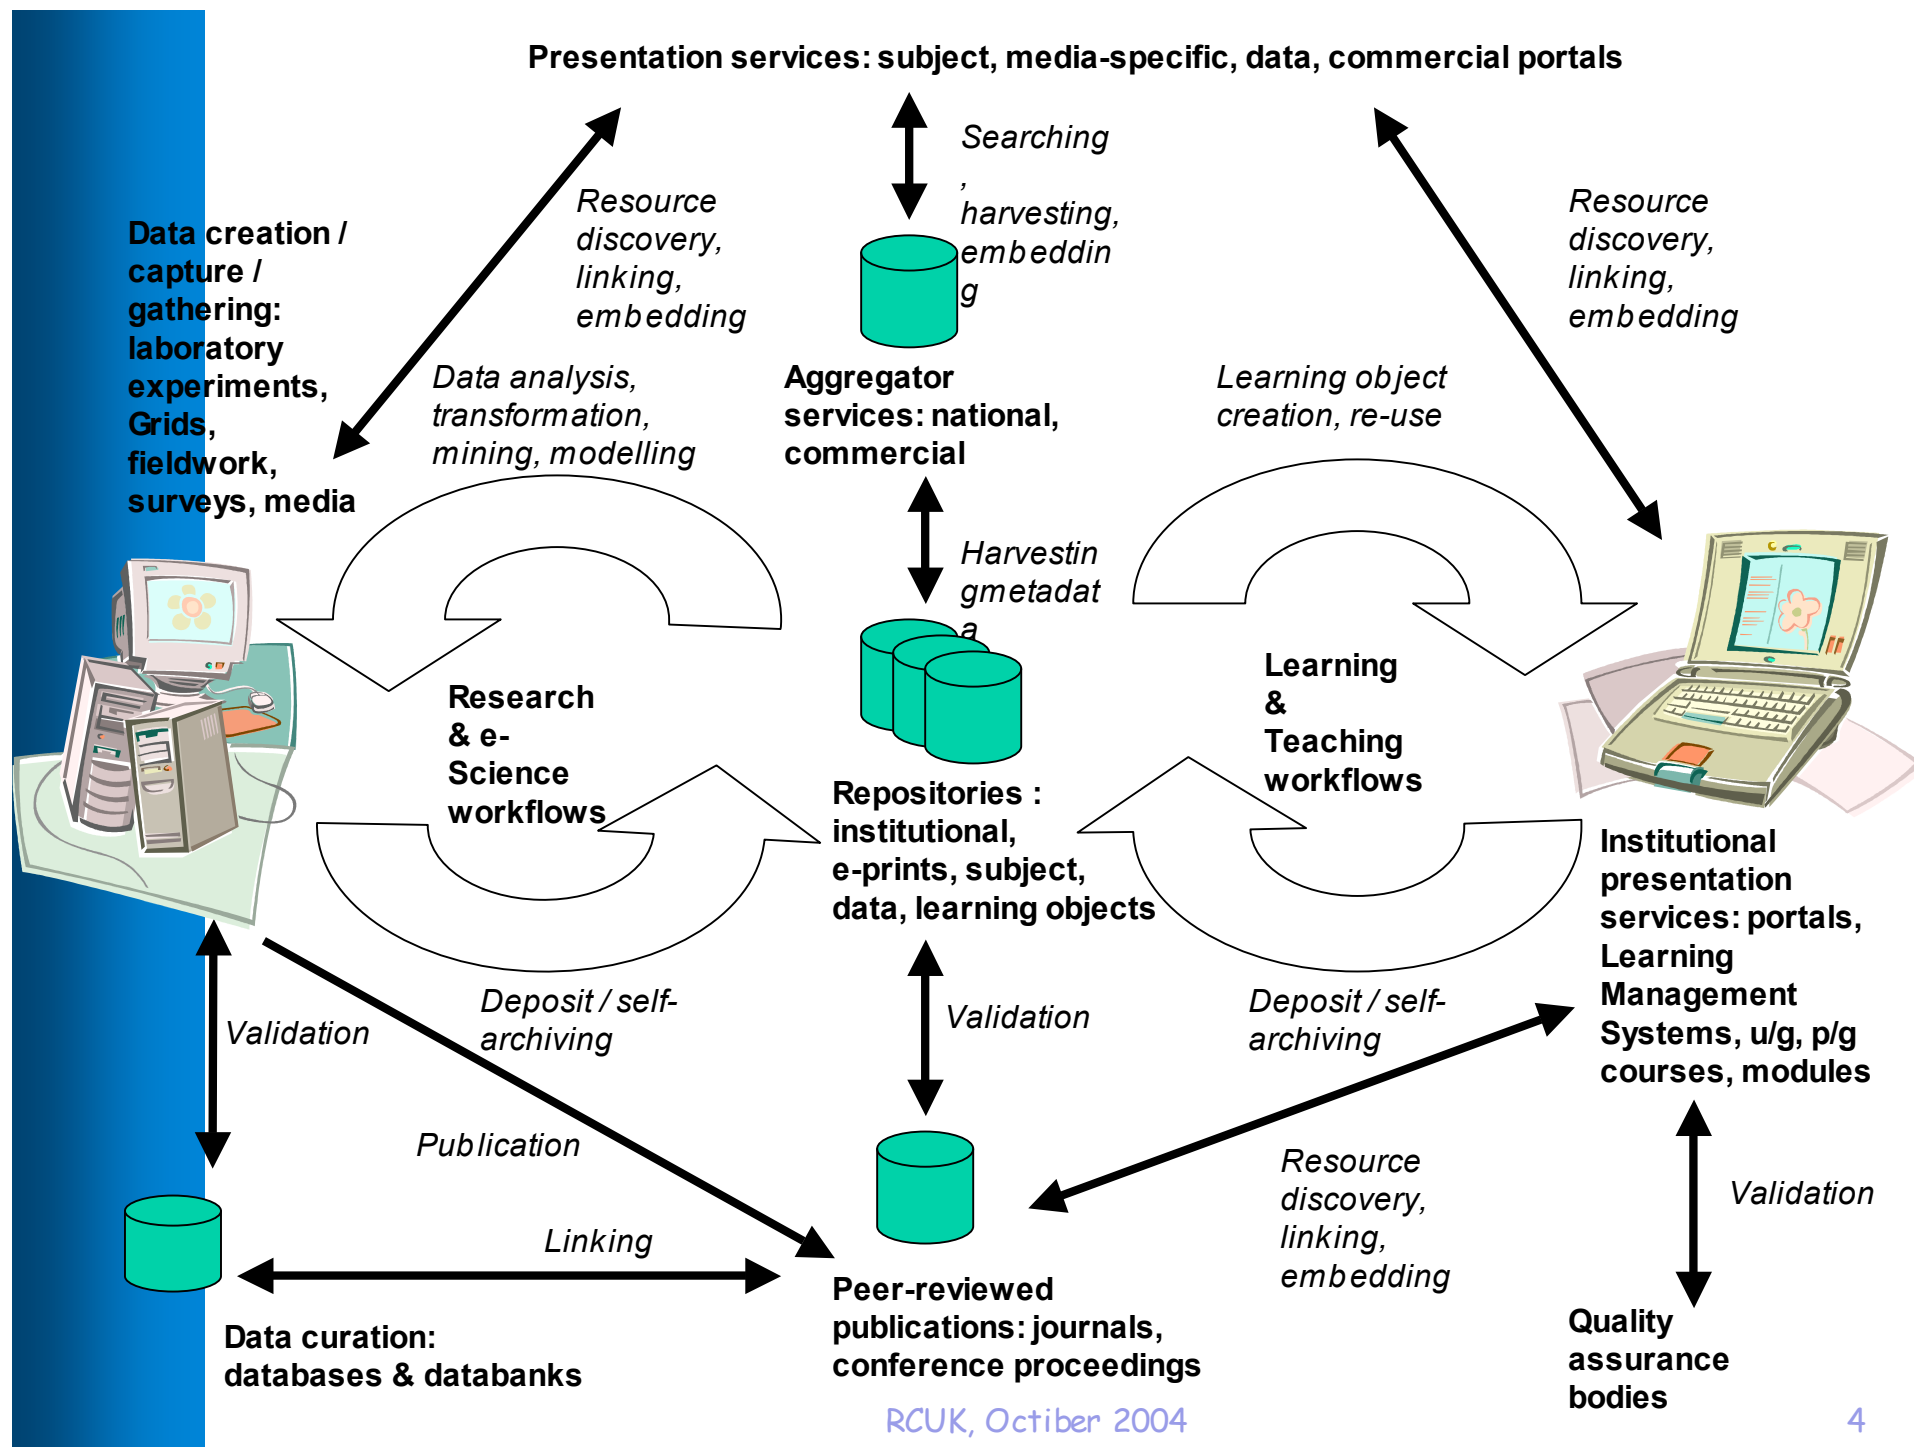 Presentation services: subject, media-specific, data, commercial portals
Searching
,
harvesting,
embeddin
g
Resource
discovery,
linking,
embedding
Resource
discovery,
linking,
embedding
Data creation /
capture /
gathering:
laboratory
experiments,
Grids,
fieldwork,
surveys, media
Data analysis,
transformation,
mining, modelling
Aggregator
services: national,
commercial
Learning object
creation, re-use
Harvestin
gmetadat
a
Research
& e-
Science
workflows
Learning
&
Teaching
workflows
Repositories :
institutional,
e-prints, subject,
data, learning objects
Institutional
presentation
services: portals,
Learning
Management
Systems, u/g, p/g
courses, modules
Validation
Deposit / self-
archiving
Validation
Deposit / self-
archiving
Publication
Resource
discovery,
linking,
embedding
Validation
Linking
Data curation:
databases & databanks
Peer-reviewed
publications: journals,
conference proceedings
Quality
assurance
bodies
RCUK, Octiber 2004
4